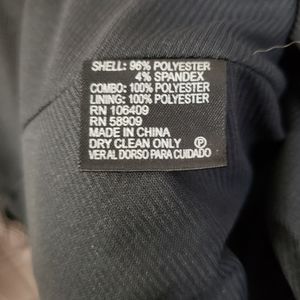 SHELL: 96% POLYESTER
4% SPANDEX
COMBO: 100% POLYESTER
LINING: 100% POLYESTER
RN 106409
RN 58909
MADE IN CHINA
DRY CLEAN ONLY Ⓟ
VER AL DORSO PARA CUIDADO